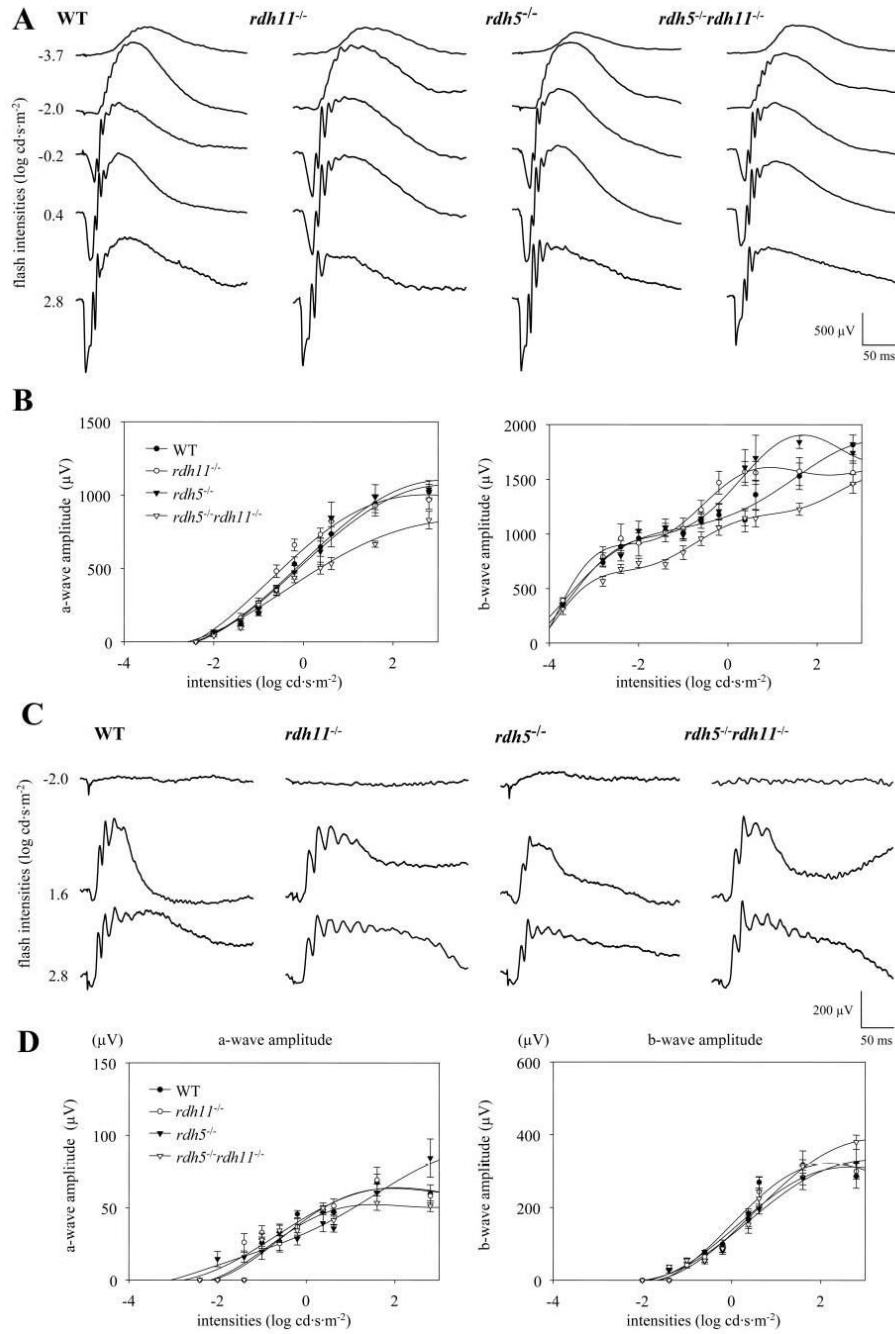 A
WT rdh11-/- rdh5-/- rdh5-/-rdh11-/-
flash intensities (log cd·s·m-2)
-3.7
-2.0
-0.2
0.4
2.8
500 µV
50 ms
B
a-wave amplitude (µV)
1500
1000
500
0
WT
rdh11-/-
rdh5-/-
rdh5-/-rdh11-/-
-4 -2 0 2
intensities (log cd·s·m-2)
b-wave amplitude (µV)
2000
1500
1000
500
0
-4 -2 0 2
intensities (log cd·s·m-2)
C
WT rdh11-/- rdh5-/- rdh5-/-rdh11-/-
flash intensities (log cd·s·m-2)
-2.0
1.6
2.8
200 µV
50 ms
D
(µV) a-wave amplitude
a-wave amplitude (µV)
150
100
50
0
WT
rdh11-/-
rdh5-/-
rdh5-/-rdh11-/-
-4 -2 0 2
intensities (log cd·s·m-2)
(µV) b-wave amplitude
b-wave amplitude (µV)
600
400
200
0
-4 -2 0 2
intensities (log cd·s·m-2)